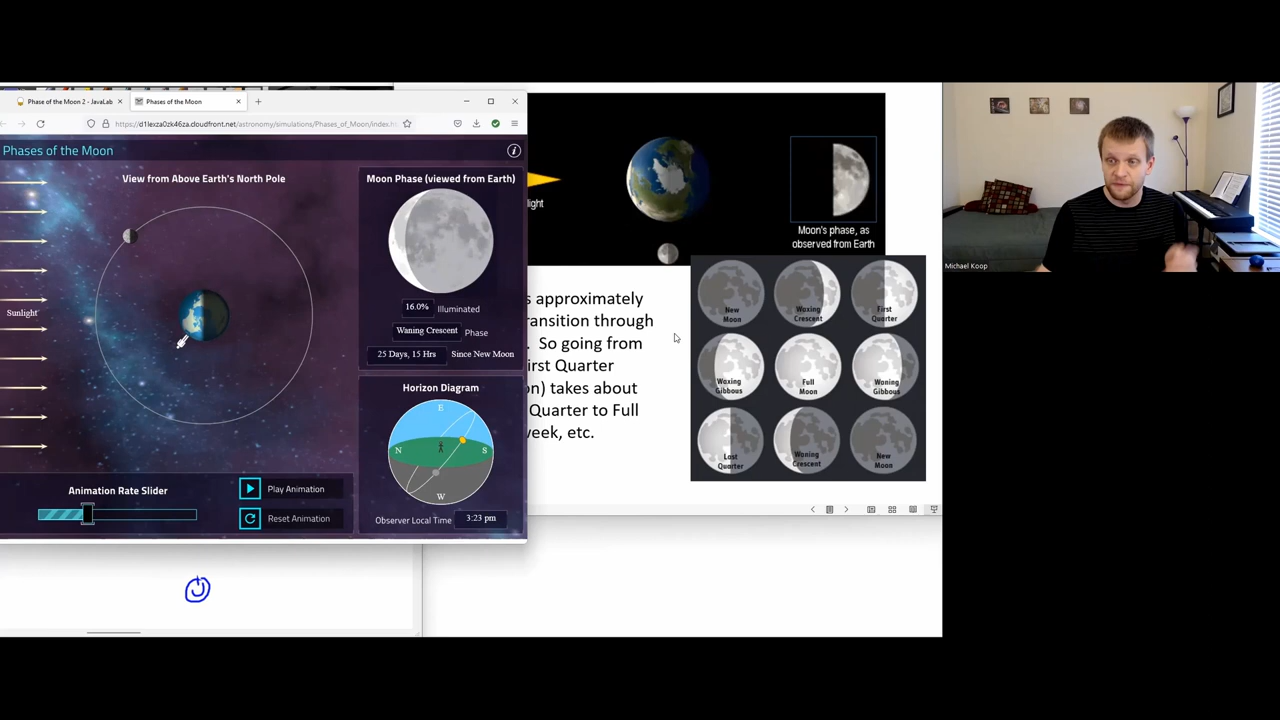 Phase of the Moon 2 - JavaLab
Phases of the Moon
https://d1lexza0zk46za.cloudfront.net/astronomy/simulations/Phases_of_Moon/index.h
Phases of the Moon
View from Above Earth's North Pole
Sunlight
Moon Phase (viewed from Earth)
16.0% Illuminated
Waning Crescent Phase
25 Days, 15 Hrs Since New Moon
Horizon Diagram
E
N S
W
Observer Local Time 3:23 pm
Animation Rate Slider
Play Animation
Reset Animation
light
Moon's phase, as
observed from Earth
s approximately
ransition through
. So going from
irst Quarter
on) takes about
Quarter to Full
week, etc.
New Moon
Waxing Crescent
First Quarter
Waxing Gibbous
Full Moon
Waning Gibbous
Last Quarter
Waning Crescent
New Moon
Michael Koop